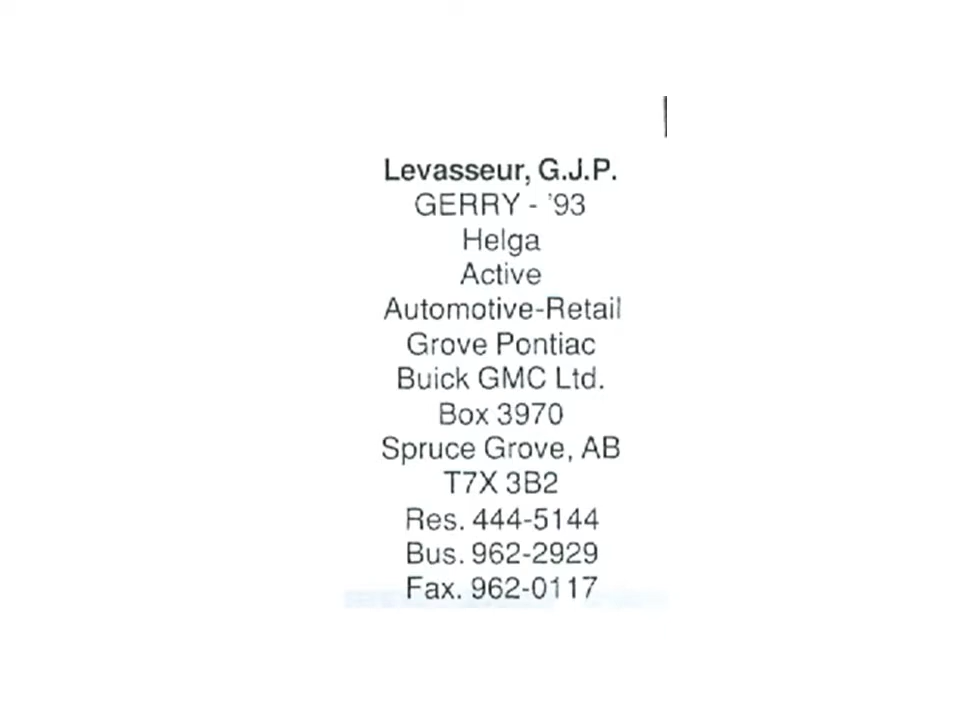 Levasseur, G.J.P.
GERRY - '93
Helga
Active
Automotive-Retail
Grove Pontiac
Buick GMC Ltd.
Box 3970
Spruce Grove, AB
T7X 3B2
Res. 444-5144
Bus. 962-2929
Fax. 962-0117